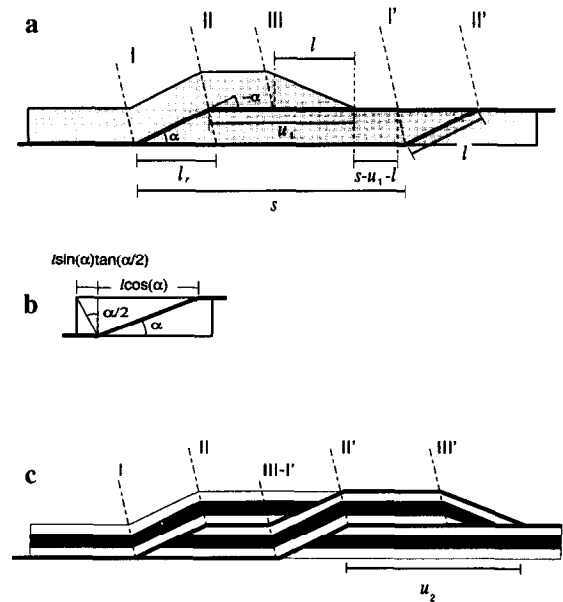 a
I II III I' II'
l
-α
α
u₁
lᵣ
s-u₁-l
l
s
lsin(α)tan(α/2)
lcos(α)
b
α/2
α
c
I II III-I' II' III'
u₂